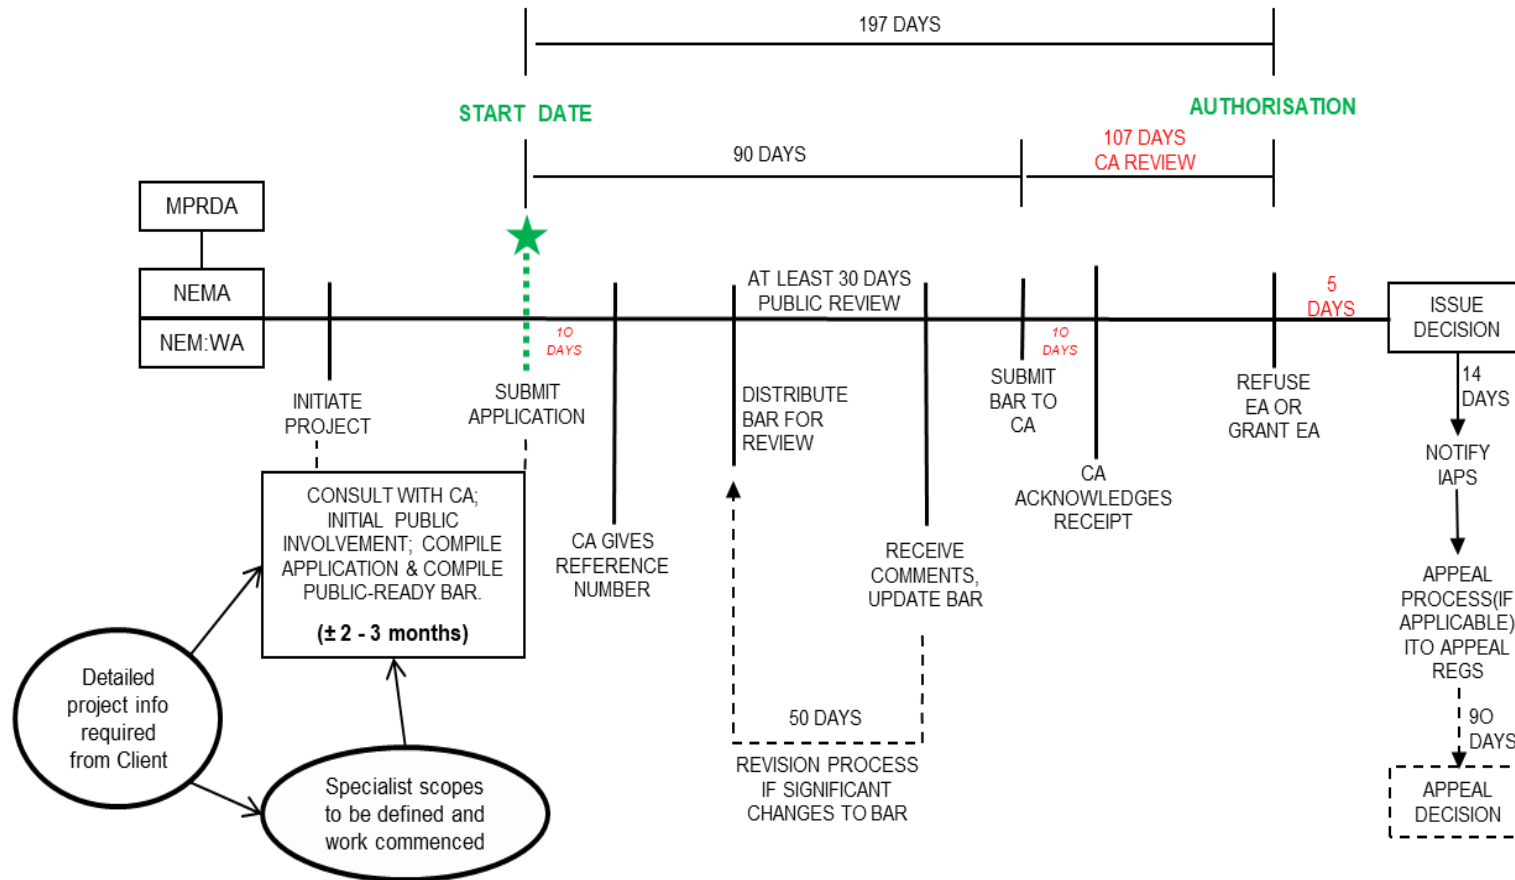 197 DAYS
START DATE
AUTHORISATION
90 DAYS
107 DAYS
CA REVIEW
MPRDA
NEMA
NEM:WA
AT LEAST 30 DAYS
PUBLIC REVIEW
5
DAYS
ISSUE
DECISION
10
DAYS
10
DAYS
INITIATE
PROJECT
SUBMIT
APPLICATION
DISTRIBUTE
BAR FOR
REVIEW
SUBMIT
BAR TO
CA
REFUSE
EA OR
GRANT EA
14
DAYS
NOTIFY
IAPS
CONSULT WITH CA;
INITIAL PUBLIC
INVOLVEMENT; COMPILE
APPLICATION & COMPILE
PUBLIC-READY BAR.
(± 2 - 3 months)
CA GIVES
REFERENCE
NUMBER
RECEIVE
COMMENTS,
UPDATE BAR
CA
ACKNOWLEDGES
RECEIPT
APPEAL
PROCESS(IF
APPLICABLE)
ITO APPEAL
REGS
Detailed
project info
required
from Client
50 DAYS
REVISION PROCESS
IF SIGNIFICANT
CHANGES TO BAR
9O
DAYS
Specialist scopes
to be defined and
work commenced
APPEAL
DECISION